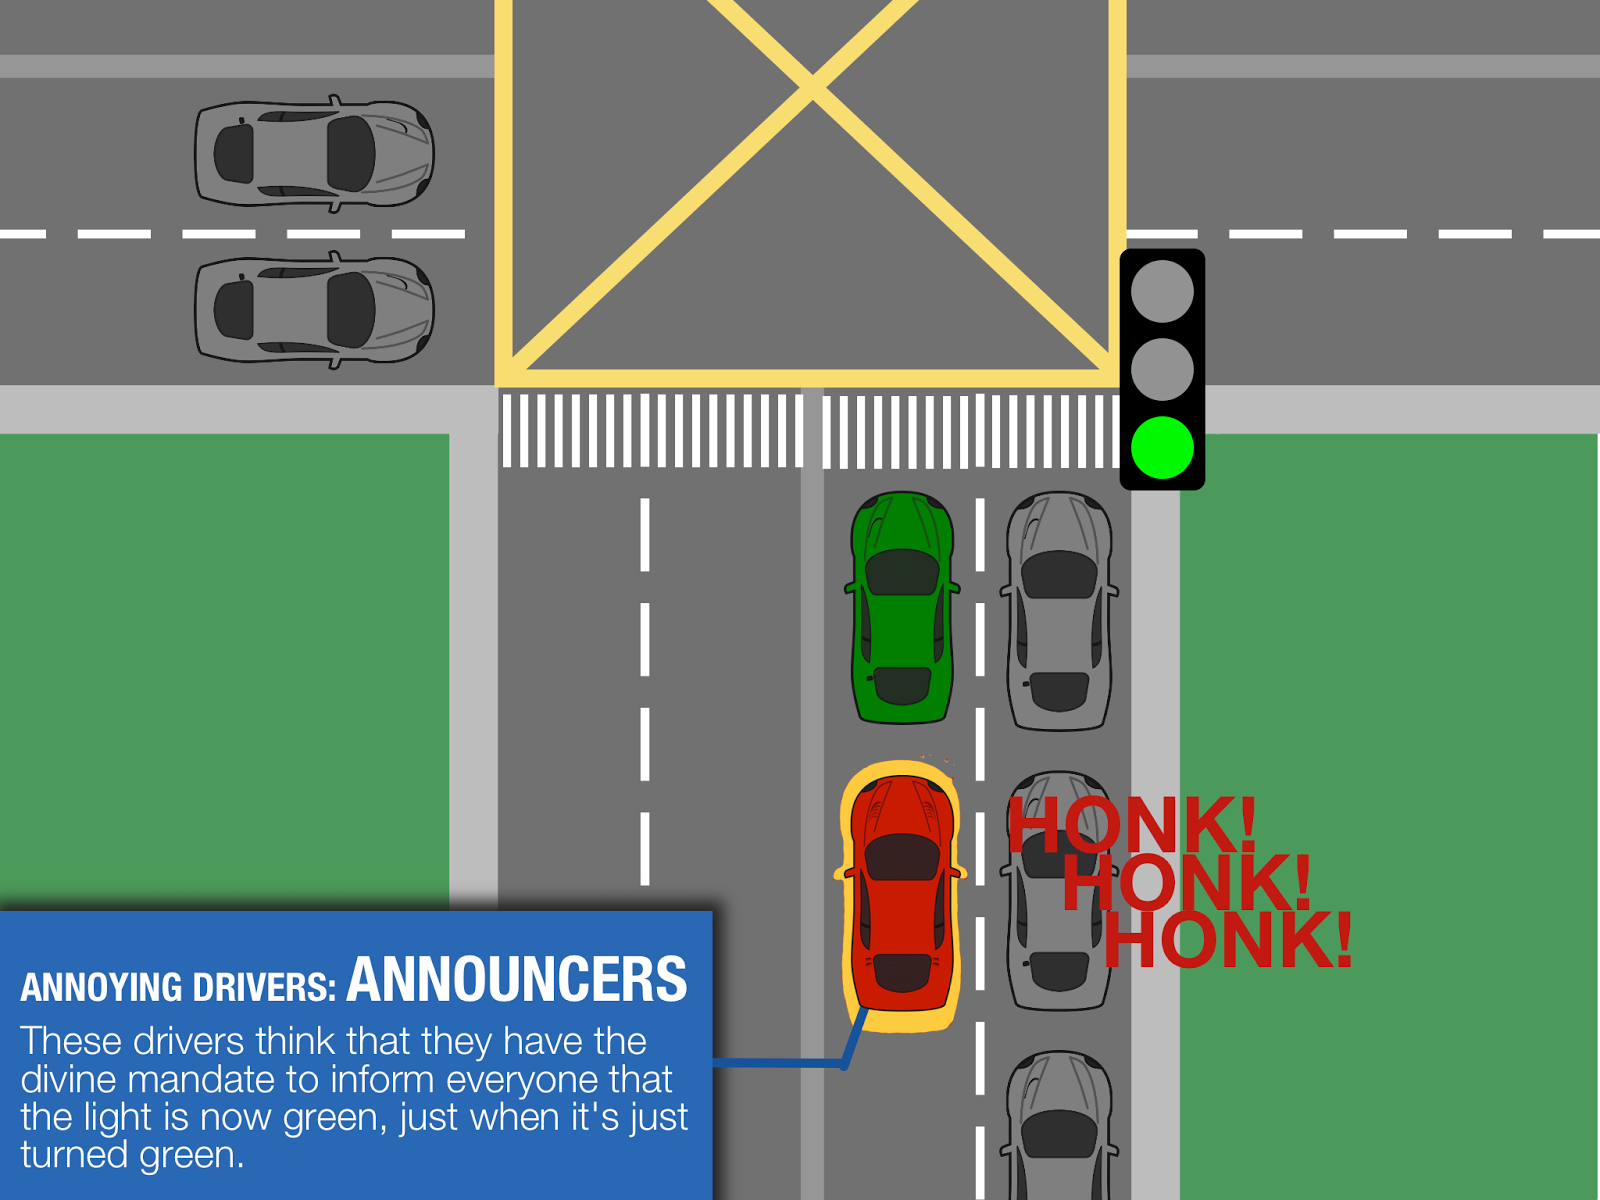 HONK!
HONK!
HONK!
ANNOYING DRIVERS: ANNOUNCERS
These drivers think that they have the
divine mandate to inform everyone that
the light is now green, just when it's just
turned green.